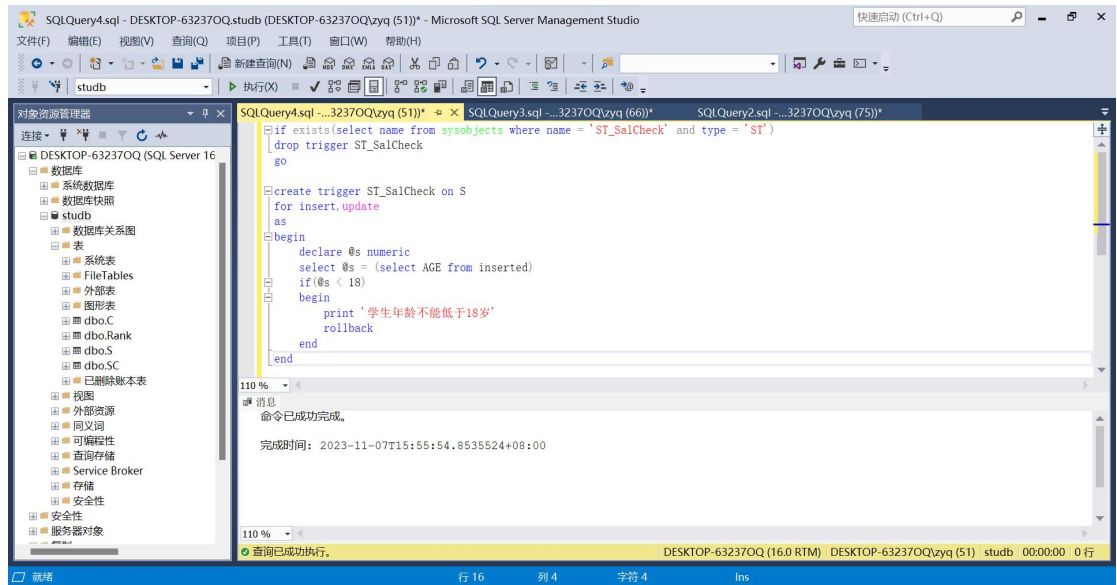 SQLQuery4.sql - DESKTOP-63237OQ.studb (DESKTOP-63237OQ\zyq (51))* - Microsoft SQL Server Management Studio
快速启动 (Ctrl+Q)
文件(F) 编辑(E) 视图(V) 查询(Q) 项目(P) 工具(T) 窗口(W) 帮助(H)
新建查询(N)
studb
执行(X)
对象资源管理器
连接
DESKTOP-63237OQ (SQL Server 16
数据库
系统数据库
数据库快照
studb
数据库关系图
表
系统表
FileTables
外部表
图形表
dbo.C
dbo.Rank
dbo.S
dbo.SC
已删除账本表
视图
外部资源
同义词
可编程性
查询存储
Service Broker
存储
安全性
安全性
服务器对象
SQLQuery4.sql -...3237OQ\zyq (51))* SQLQuery3.sql -...3237OQ\zyq (66))* SQLQuery2.sql -...3237OQ\zyq (75))*
if exists(select name from sysobjects where name = 'ST_SalCheck' and type = 'ST')
drop trigger ST_SalCheck
go
create trigger ST_SalCheck on S
for insert,update
as
begin
declare @s numeric
select @s = (select AGE from inserted)
if(@s < 18)
begin
print '学生年龄不能低于18岁'
rollback
end
end
110 %
消息
命令已成功完成。
完成时间: 2023-11-07T15:55:54.8535524+08:00
110 %
查询已成功执行。
DESKTOP-63237OQ (16.0 RTM) DESKTOP-63237OQ\zyq (51) studb 00:00:00 0 行
就绪
行 16 列 4 字符 4 Ins